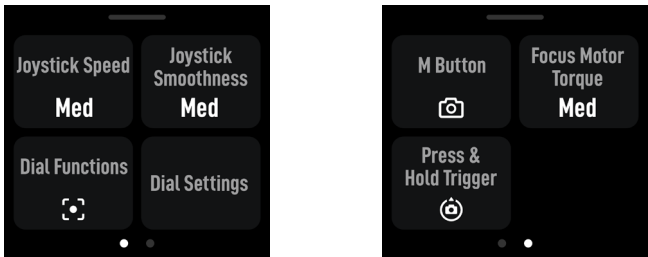 Joystick Speed
Med
Joystick
Smoothness
Med
Dial Functions
Dial Settings
M Button
Focus Motor
Torque
Med
Press &
Hold Trigger